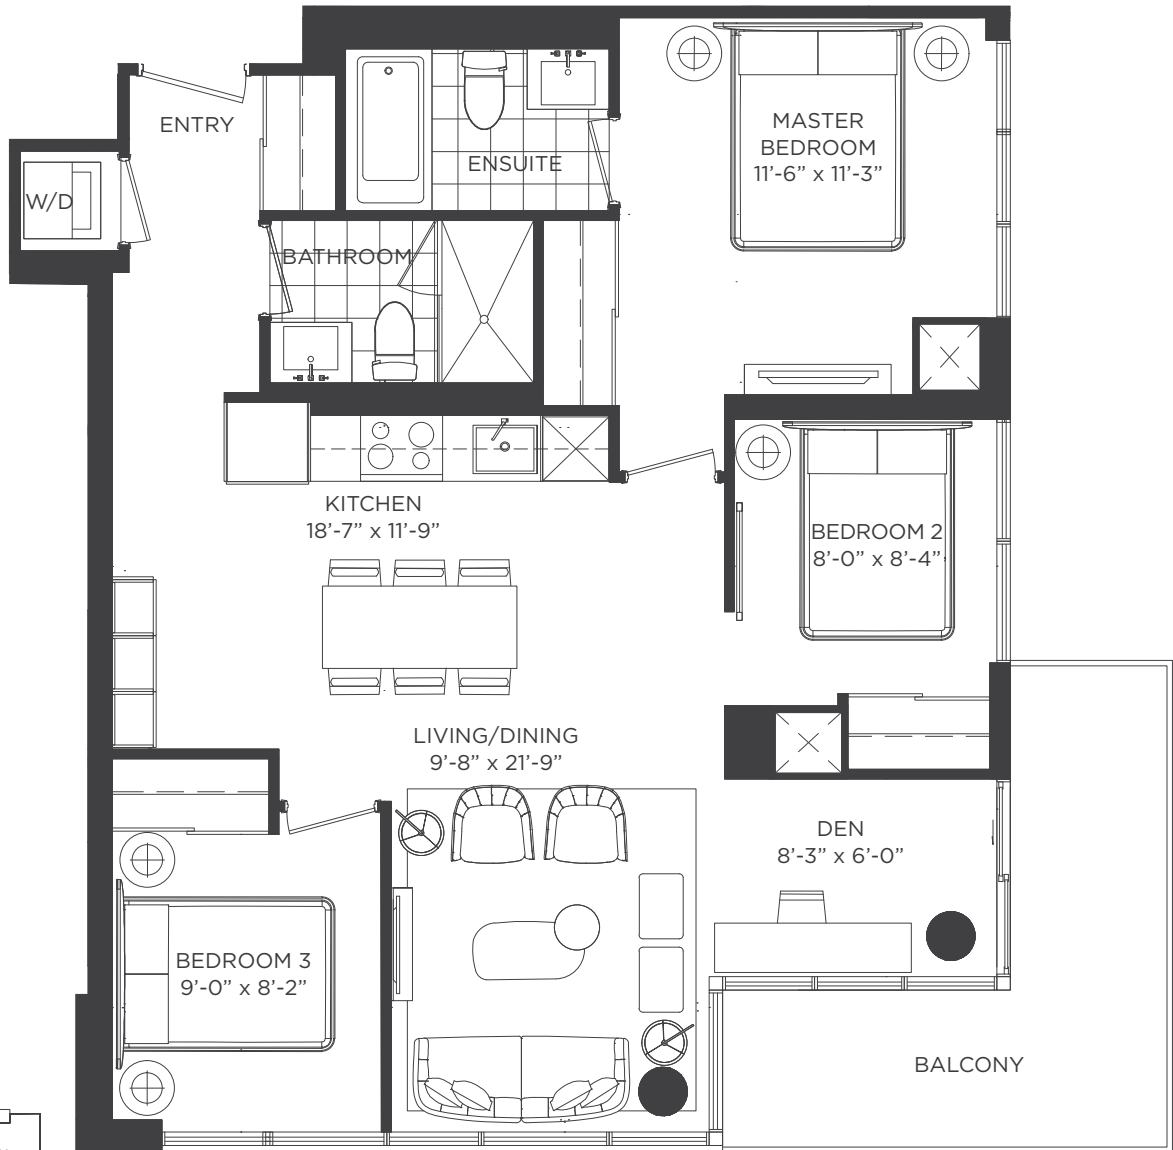 ENTRY
W/D
ENSUITE
MASTER
BEDROOM
11'-6” x 11'-3”
BATHROOM
KITCHEN
18'-7” x 11'-9”
BEDROOM 2
8'-0” x 8'-4”
LIVING/DINING
9'-8” x 21'-9”
DEN
8'-3” x 6'-0”
BEDROOM 3
9'-0” x 8'-2”
BALCONY